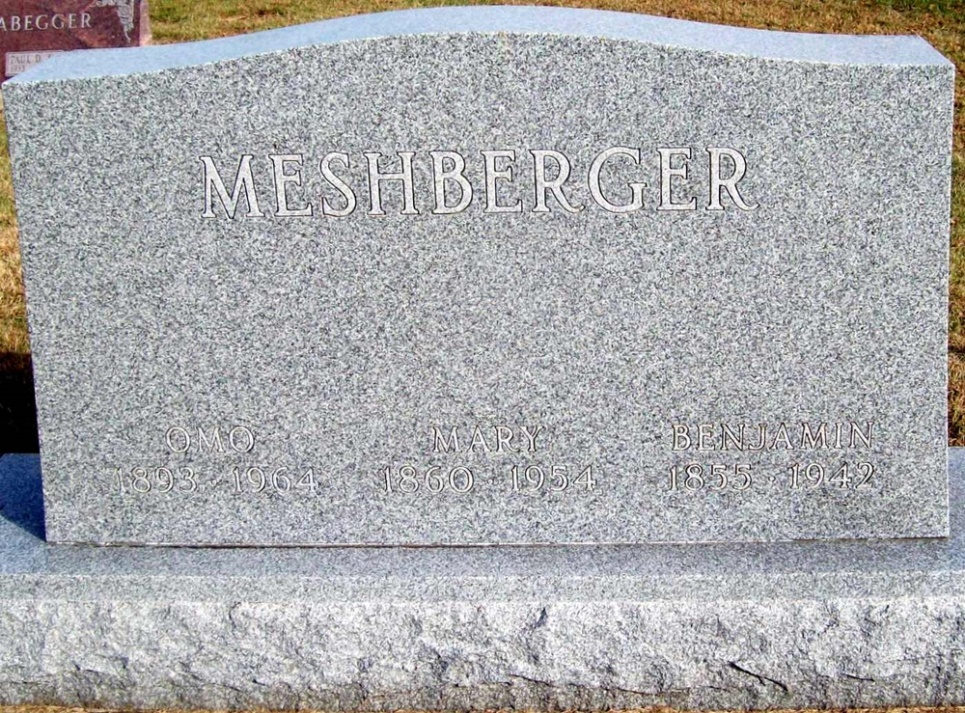 ABEGGER
MESHBERGER
OMO
1893 - 1964
MARY
1860 - 1954
BENJAMIN
1855 - 1942